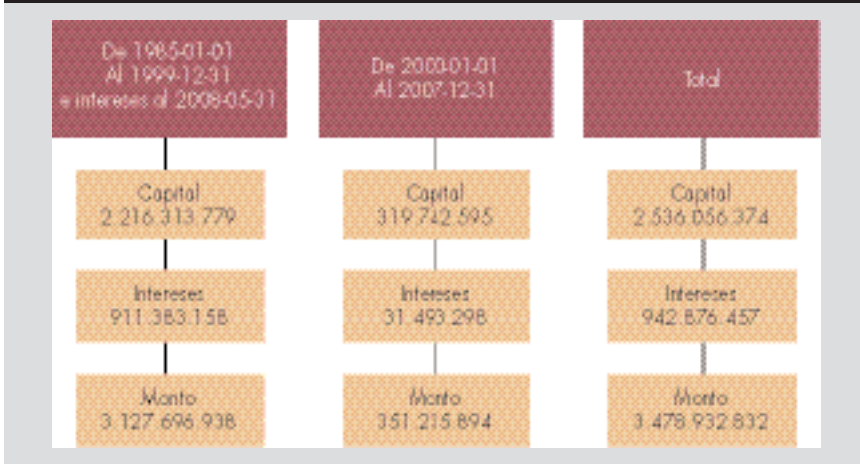 De 1985-01-01
Al 1999-12-31
e intereses al 2008-05-31
Capital
2.216.313.779
Intereses
911.383.158
Monto
3.127.696.938
De 2000-01-01
Al 2007-12-31
Capital
319.742.595
Intereses
31.493.298
Monto
351.215.894
Total
Capital
2.536.056.374
Intereses
942.876.457
Monto
3.478.932.832